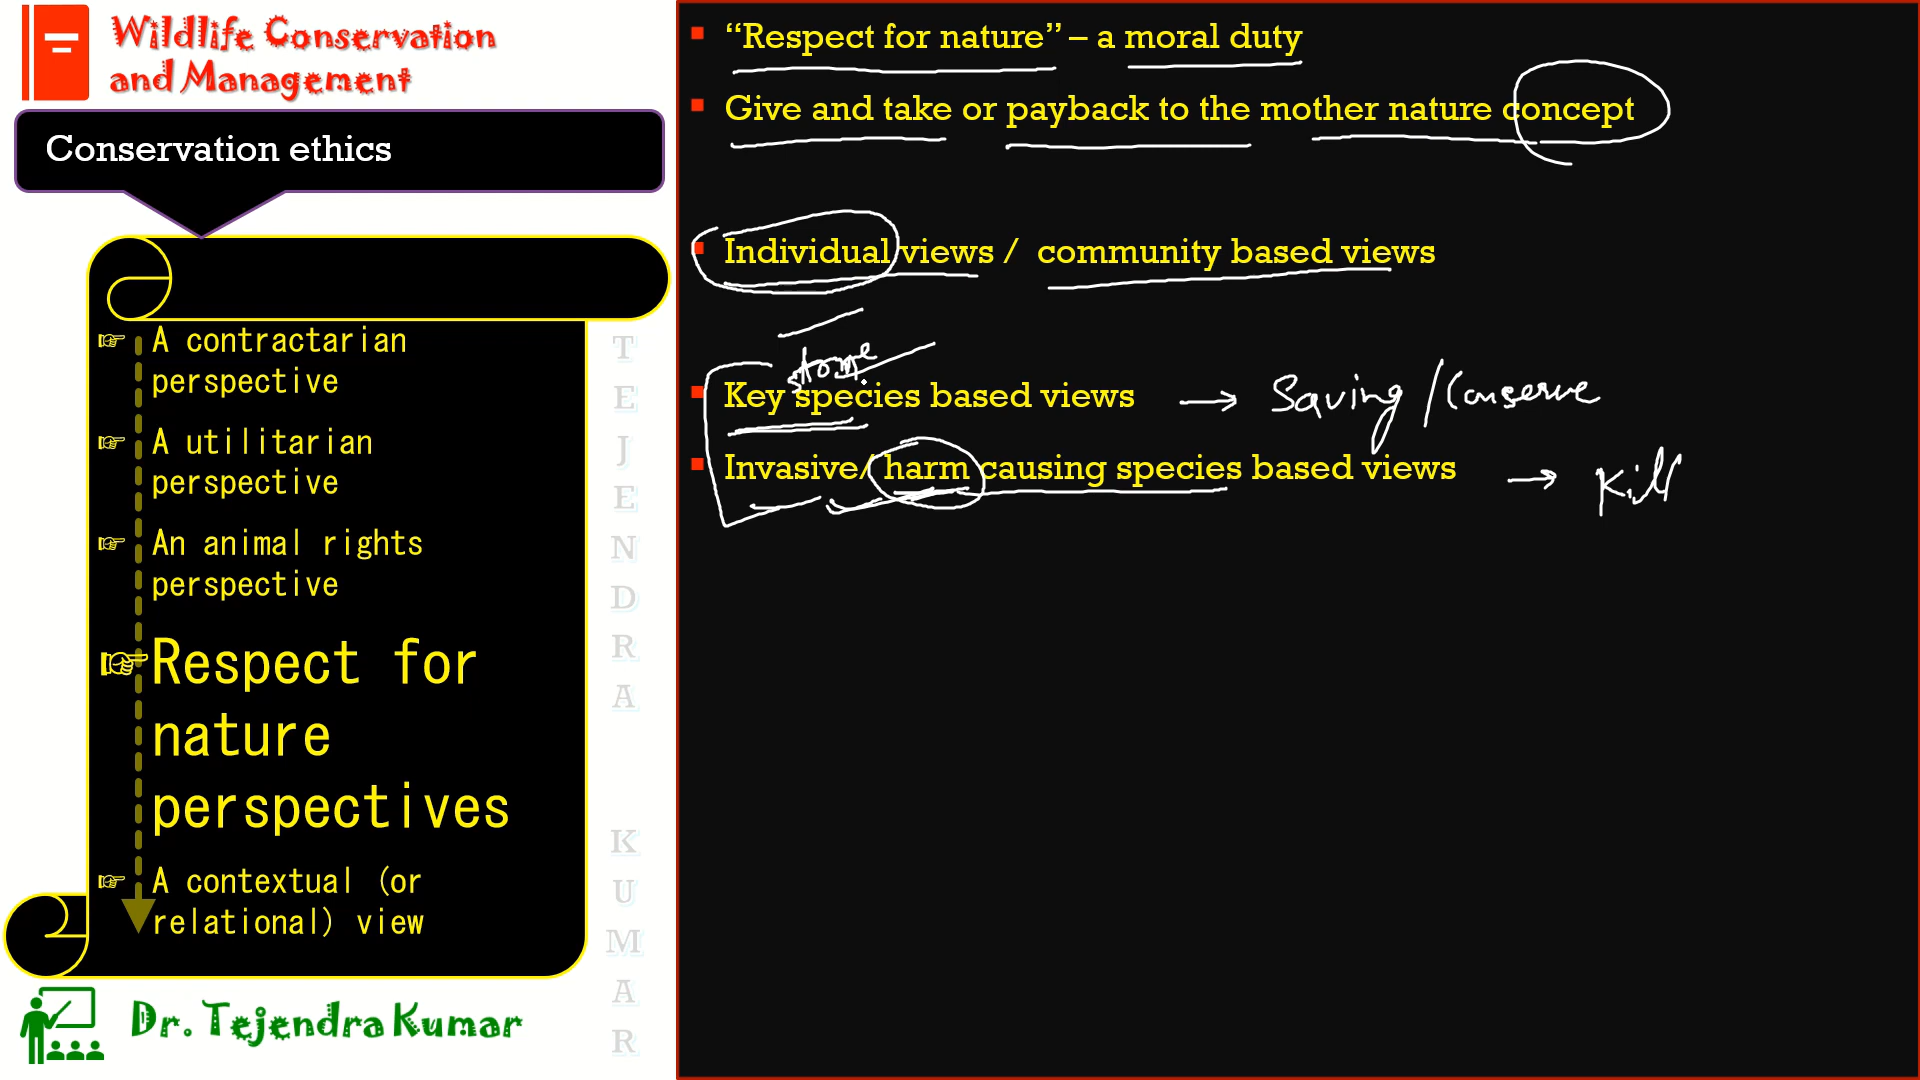 Wildlife Conservation
and Management
Conservation ethics
A contractarian
perspective
A utilitarian
perspective
An animal rights
perspective
Respect for
nature
perspectives
A contextual (or
relational) view
Dr. Tejendra Kumar
TEJENDRA KUMAR
“Respect for nature” – a moral duty
Give and take or payback to the mother nature concept
Individual views / community based views
stone
Key species based views → Saving / Conserve
Invasive/ harm causing species based views → Kill